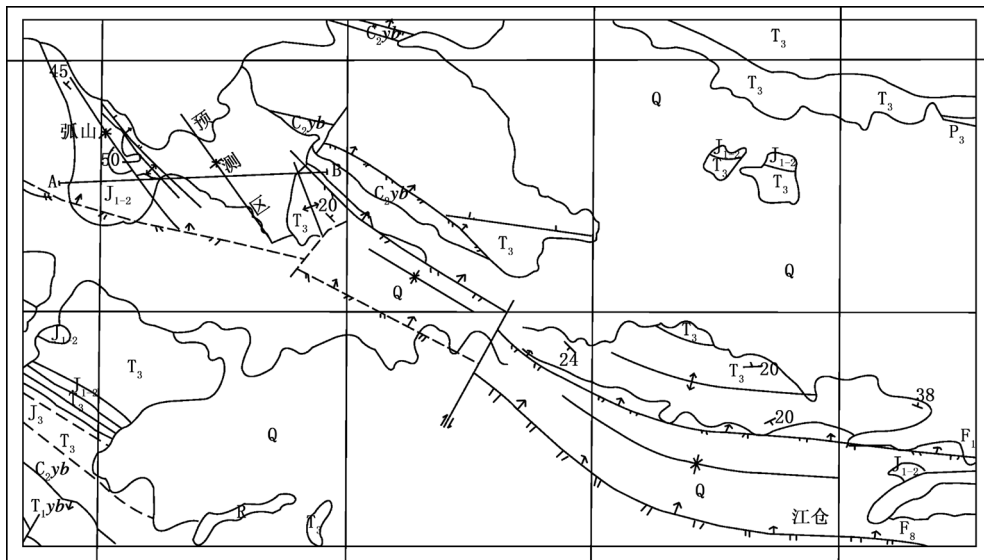 C₂yb
T₃
45
T₃
T₃
Q
预
弧山
C₂yb
P₃
J₁₋₂
测
50
J₁₋₂
T₃
A
B
T₃
J₁₋₂
C₂yb
区
20
T₃
T₃
Q
Q
J₁₋₂
T₃
24
T₃
T₃
20
J₁₋₂
T₃
38
J₃
20
Q
T₃
F₁
C₂yb
J₁₋₂
Q
T₁yb
R
T₃
江仓
F₈